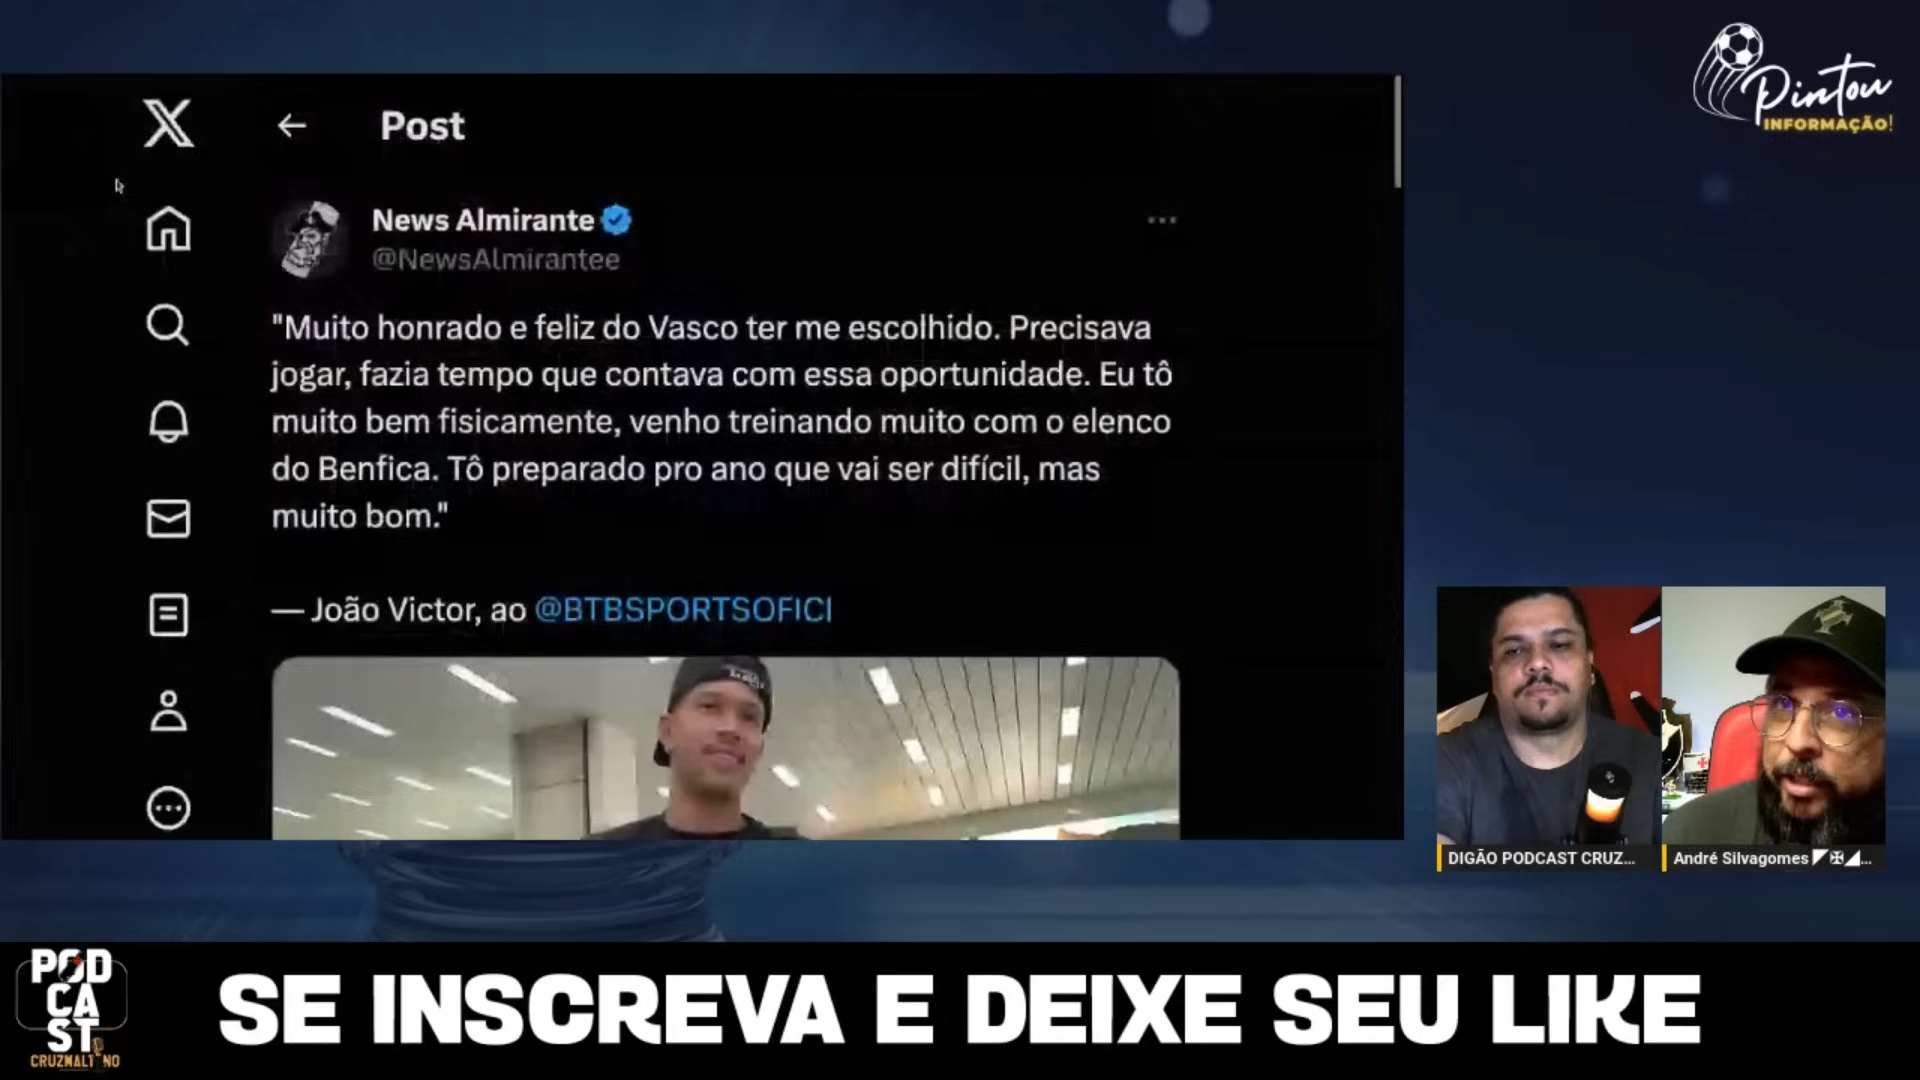 Pintou
INFORMAÇÃO!
X
Post
News Almirante
@NewsAlmirantee
"Muito honrado e feliz do Vasco ter me escolhido. Precisava
jogar, fazia tempo que contava com essa oportunidade. Eu tô
muito bem fisicamente, venho treinando muito com o elenco
do Benfica. Tô preparado pro ano que vai ser difícil, mas
muito bom."
— João Victor, ao @BTBSPORTSOFICI
DIGÃO PODCAST CRUZ...
André Silvagomes ◤✠◢...
PODCAST
CRUZMALTINO
SE INSCREVA E DEIXE SEU LIKE